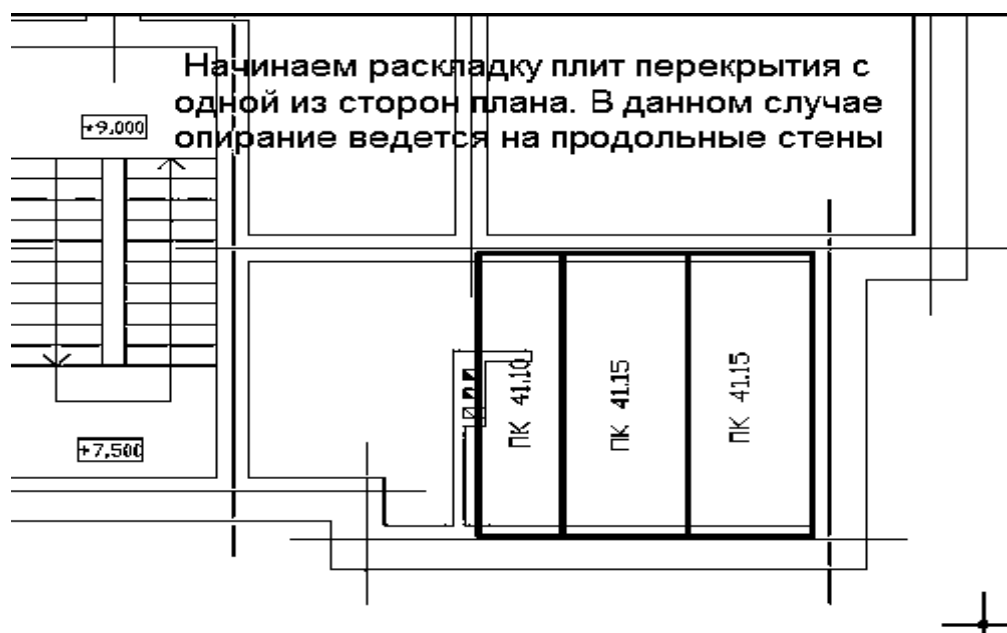 Начинаем раскладку плит перекрытия с
одной из сторон плана. В данном случае
опирание ведется на продольные стены
+9,000
+7,500
ПК 41.10
ПК 41.15
ПК 41.15